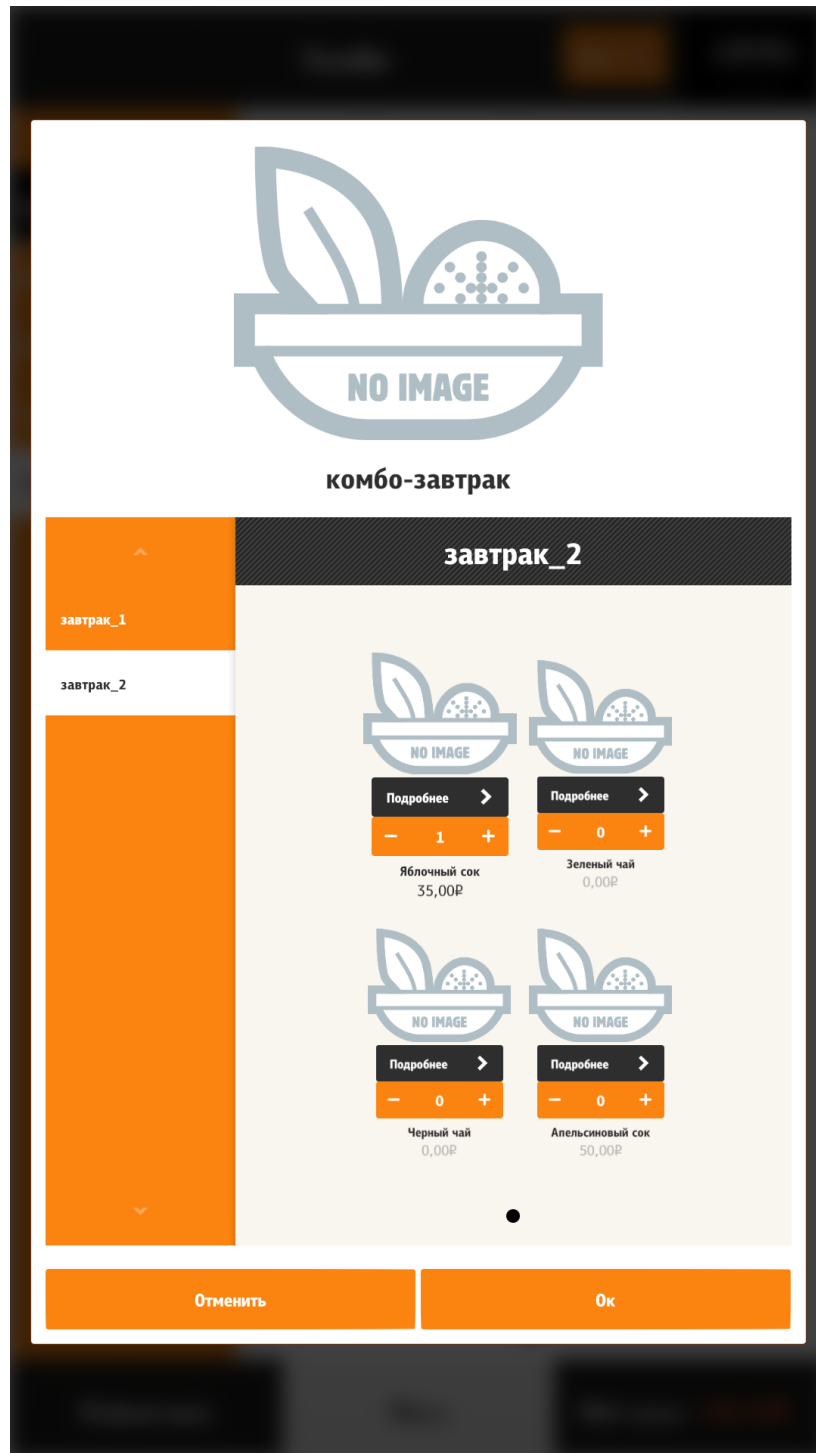 NO IMAGE
комбо-завтрак
завтрак_1
завтрак_2
завтрак_2
NO IMAGE
Подробнее
− 1 +
Яблочный сок
35,00₽
NO IMAGE
Подробнее
− 0 +
Зеленый чай
0,00₽
NO IMAGE
Подробнее
− 0 +
Черный чай
0,00₽
NO IMAGE
Подробнее
− 0 +
Апельсиновый сок
50,00₽
Отменить
Ок